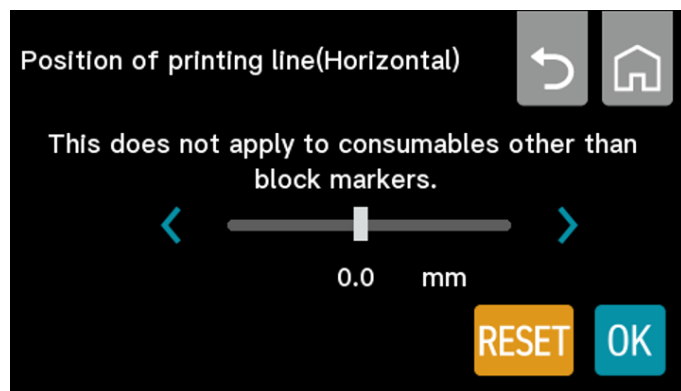 Position of printing line(Horizontal)
This does not apply to consumables other than
block markers.
0.0 mm
RESET OK